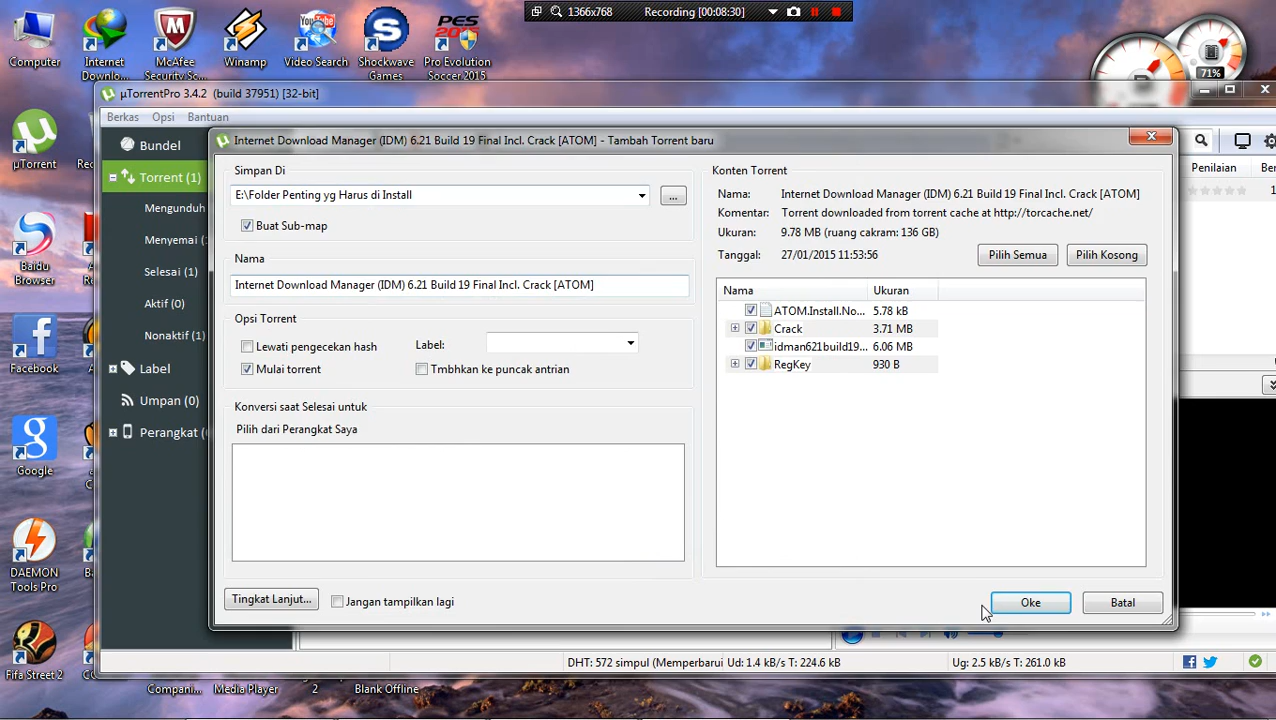 1366x768
Recording [00:08:30]
Computer
Internet
Downlo...
McAfee
Security Sc...
Winamp
You
Tube
Video Search
Shockwave
Games
PES
2015
Pro Evolution
Soccer 2015
71%
µTorrentPro 3.4.2 (build 37951) [32-bit]
Berkas
Opsi
Bantuan
µTorrent
Baidu
Browser
Facebook
Google
DAEMON
Tools Pro
Fifa Street 2
Bundel
Torrent (1)
Mengunduh
Menyemai (
Selesai (1)
Aktif (0)
Nonaktif (1)
Label
Umpan (0)
Perangkat (
Internet Download Manager (IDM) 6.21 Build 19 Final Incl. Crack [ATOM] - Tambah Torrent baru
Simpan Di
E:\Folder Penting yg Harus di Install
...
Buat Sub-map
Nama
Internet Download Manager (IDM) 6.21 Build 19 Final Incl. Crack [ATOM]
Opsi Torrent
Lewati pengecekan hash
Label:
Mulai torrent
Tmbhkan ke puncak antrian
Konversi saat Selesai untuk
Pilih dari Perangkat Saya
Tingkat Lanjut...
Jangan tampilkan lagi
Konten Torrent
Nama: Internet Download Manager (IDM) 6.21 Build 19 Final Incl. Crack [ATOM]
Komentar: Torrent downloaded from torrent cache at http://torcache.net/
Ukuran: 9.78 MB (ruang cakram: 136 GB)
Tanggal: 27/01/2015 11:53:56
Pilih Semua
Pilih Kosong
Nama Ukuran
ATOM.Install.No... 5.78 kB
Crack 3.71 MB
idman621build19... 6.06 MB
RegKey 930 B
Oke
Batal
Penilaian
Ber
DHT: 572 simpul (Memperbarui
Ud: 1.4 kB/s T: 224.6 kB
Ug: 2.5 kB/s T: 261.0 kB
Compani...
Media Player
2
Blank Offline